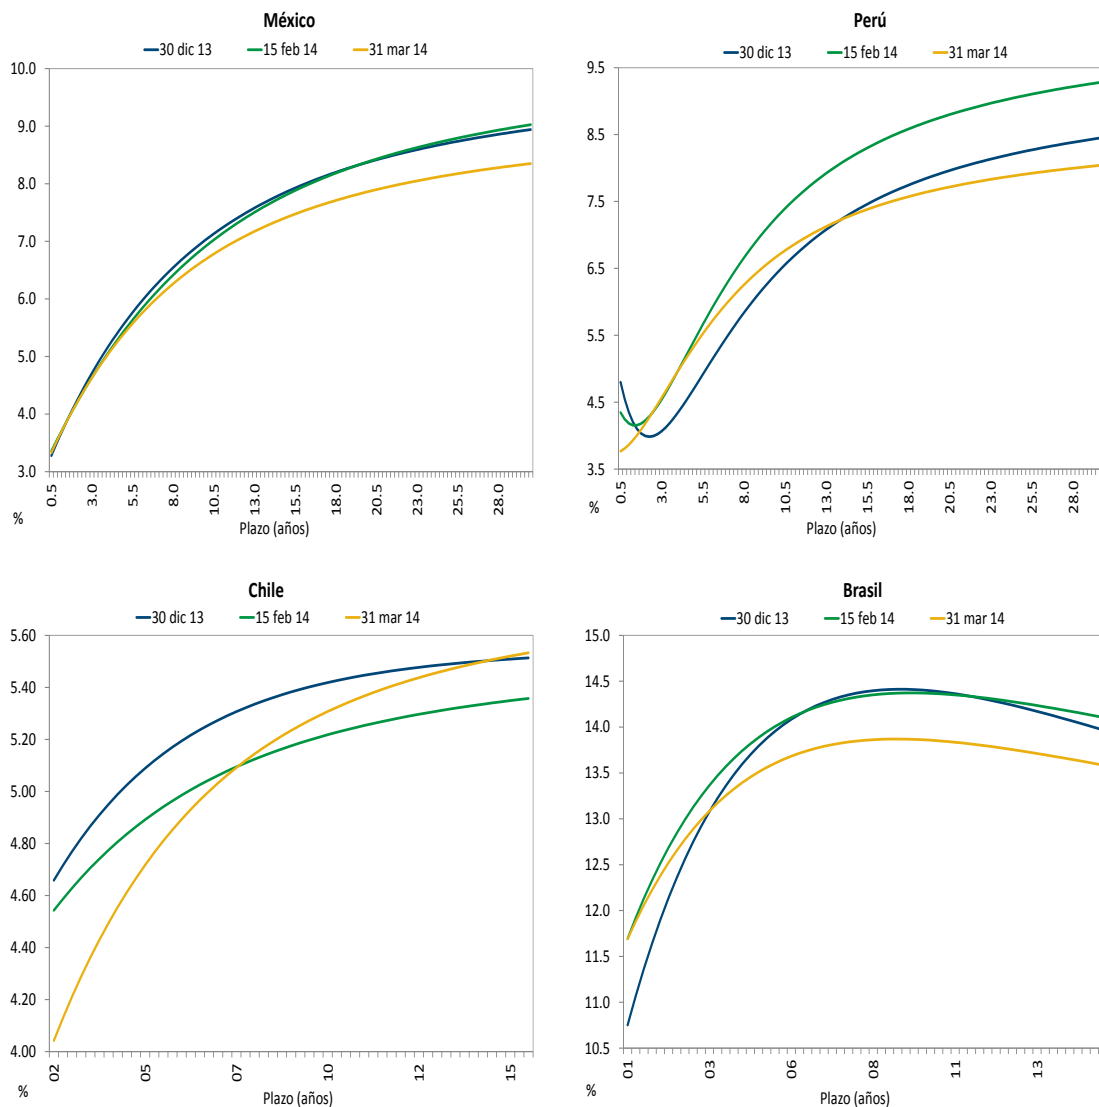 México
30 dic 13 15 feb 14 31 mar 14
10.0
9.0
8.0
7.0
6.0
5.0
4.0
3.0
%
0.5 3.0 5.5 8.0 10.5 13.0 15.5 18.0 20.5 23.0 25.5 28.0
Plazo (años)
Perú
30 dic 13 15 feb 14 31 mar 14
9.5
8.5
7.5
6.5
5.5
4.5
3.5
%
0.5 3.0 5.5 8.0 10.5 13.0 15.5 18.0 20.5 23.0 25.5 28.0
Plazo (años)
Chile
30 dic 13 15 feb 14 31 mar 14
5.60
5.40
5.20
5.00
4.80
4.60
4.40
4.20
4.00
%
02 05 07 10 12 15
Plazo (años)
Brasil
30 dic 13 15 feb 14 31 mar 14
15.0
14.5
14.0
13.5
13.0
12.5
12.0
11.5
11.0
10.5
%
01 03 06 08 11 13
Plazo (años)